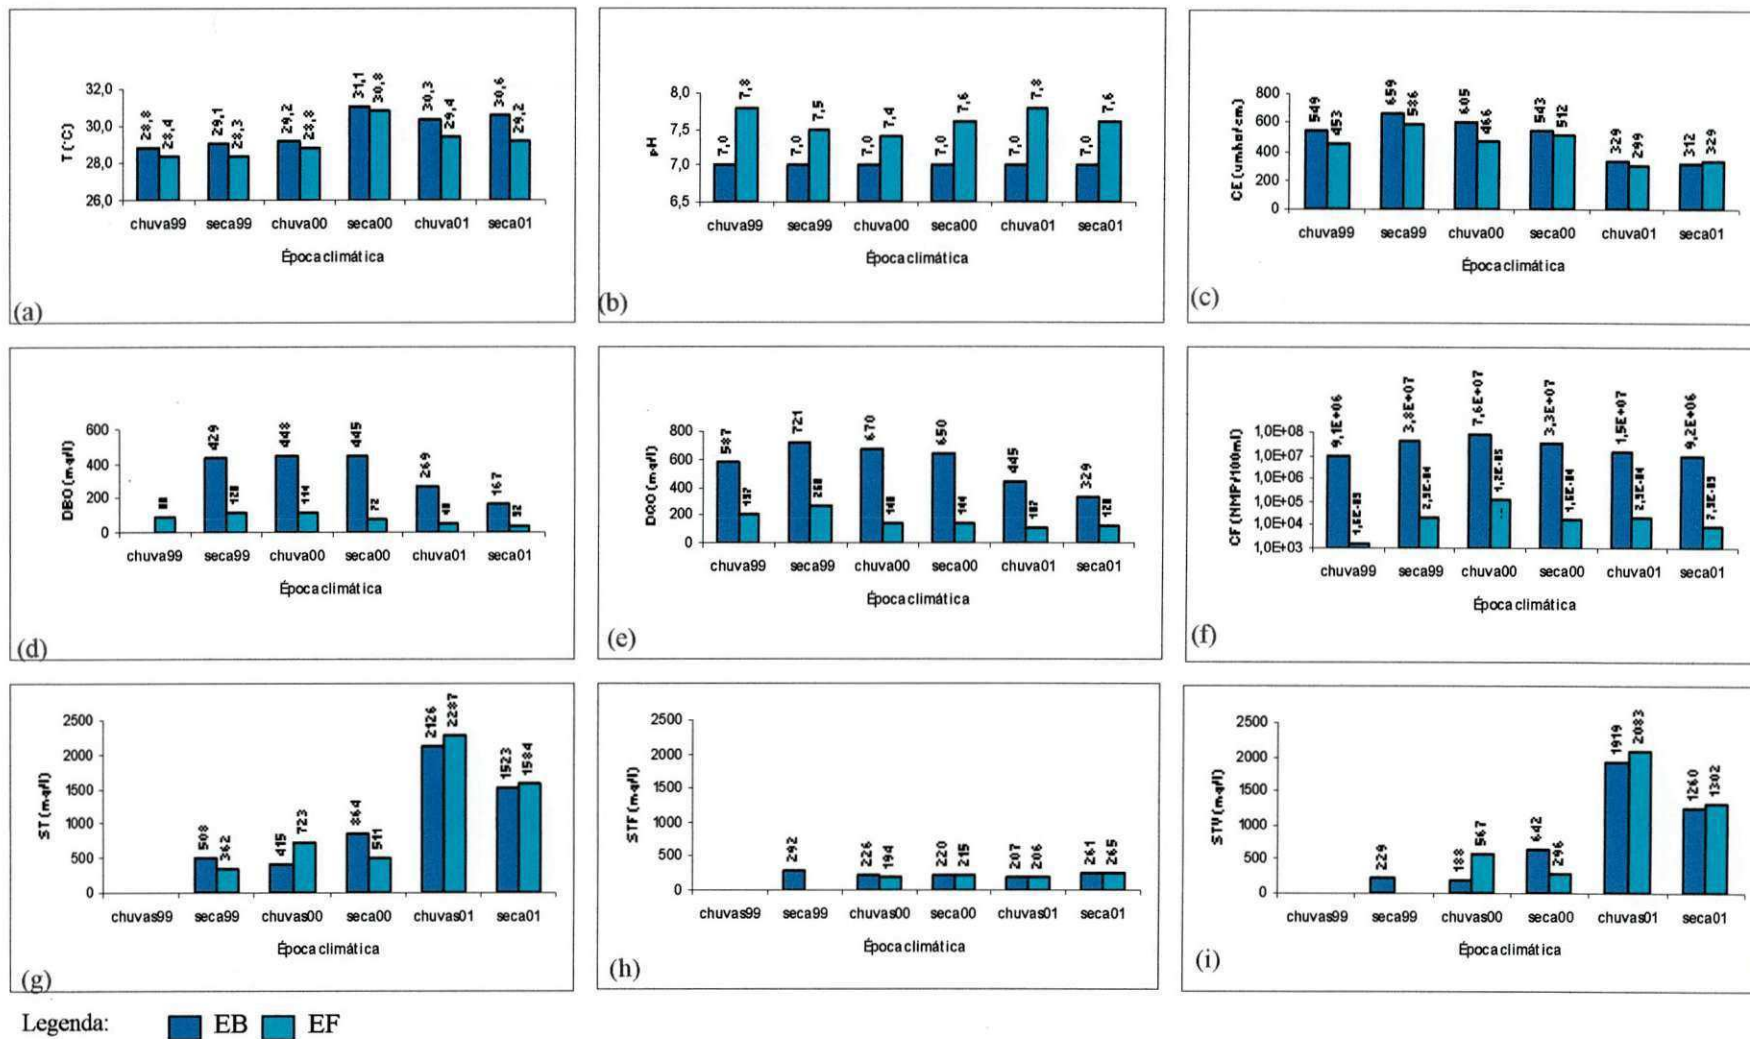 32,0
30,0
28,0
26,0
T (°C)
28,8 28,4 29,1 28,3 29,2 28,8 31,1 30,8 30,3 29,4 30,6 29,2
chuva99 seca99 chuva00 seca00 chuva01 seca01
Época climática
(a)
8,0
7,5
7,0
6,5
pH
7,0 7,8 7,0 7,5 7,0 7,4 7,0 7,6 7,0 7,8 7,0 7,6
chuva99 seca99 chuva00 seca00 chuva01 seca01
Época climática
(b)
800
600
400
200
0
CE (umho/cm)
549 453 659 586 605 466 543 512 329 299 312 329
chuva99 seca99 chuva00 seca00 chuva01 seca01
Época climática
(c)
600
400
200
0
DBO (mg/l)
429 448 114 445 72 269 167
chuva99 seca99 chuva00 seca00 chuva01 seca01
Época climática
(d)
800
600
400
200
0
DQO (mg/l)
587 721 670 650 445 329
chuva99 seca99 chuva00 seca00 chuva01 seca01
Época climática
(e)
1,0E+08
1,0E+07
1,0E+06
1,0E+05
1,0E+04
1,0E+03
CF (NMP/100ml)
9,1E+06 3,8E+07 7,6E+07 3,3E+07 1,5E+07 9,2E+06
chuva99 seca99 chuva00 seca00 chuva01 seca01
Época climática
(f)
2500
2000
1500
1000
500
0
ST (mg/l)
508 362 415 723 864 511 2126 2287 1523 1584
chuvas99 seca99 chuvas00 seca00 chuvas01 seca01
Época climática
(g)
2500
2000
1500
1000
500
0
STF (mg/l)
292 226 194 220 215 207 206 261 265
chuvas99 seca99 chuvas00 seca00 chuvas01 seca01
Época climática
(h)
2500
2000
1500
1000
500
0
STV (mg/l)
229 188 567 642 296 1919 2083 1260 1302
chuvas99 seca99 chuvas00 seca00 chuvas01 seca01
Época climática
(i)
Legenda: EB EF